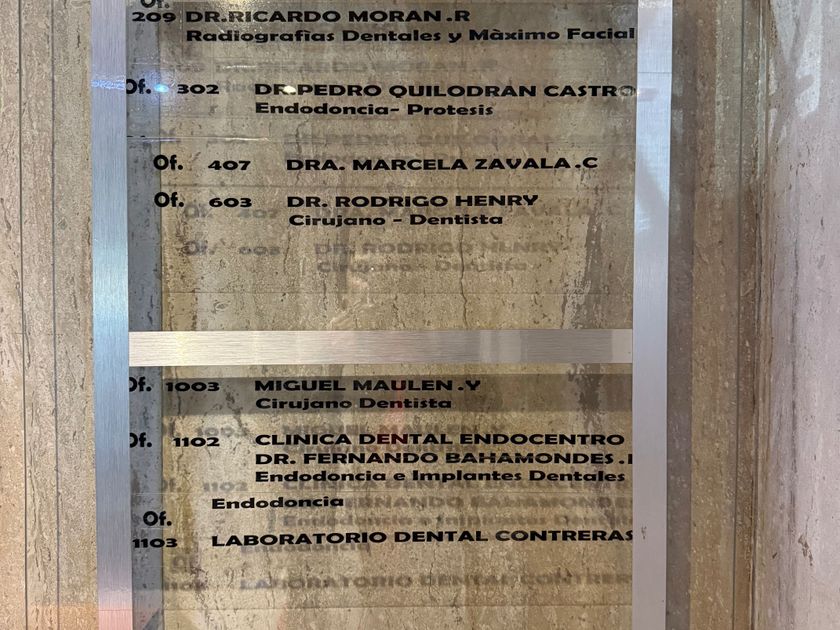 Of.
209 DR.RICARDO MORAN.R
Radiografìas Dentales y Màximo Facial
Of. 302 DR.PEDRO QUILODRAN CASTRO
Endodoncia- Protesis
Of. 407 DRA. MARCELA ZAVALA.C
Of. 603 DR. RODRIGO HENRY
Cirujano - Dentista
Of. 1003 MIGUEL MAULEN.Y
Cirujano Dentista
Of. 1102 CLINICA DENTAL ENDOCENTRO
DR. FERNANDO BAHAMONDES.
Endodoncia e Implantes Dentales
Endodoncia
Of.
1103 LABORATORIO DENTAL CONTRERAS